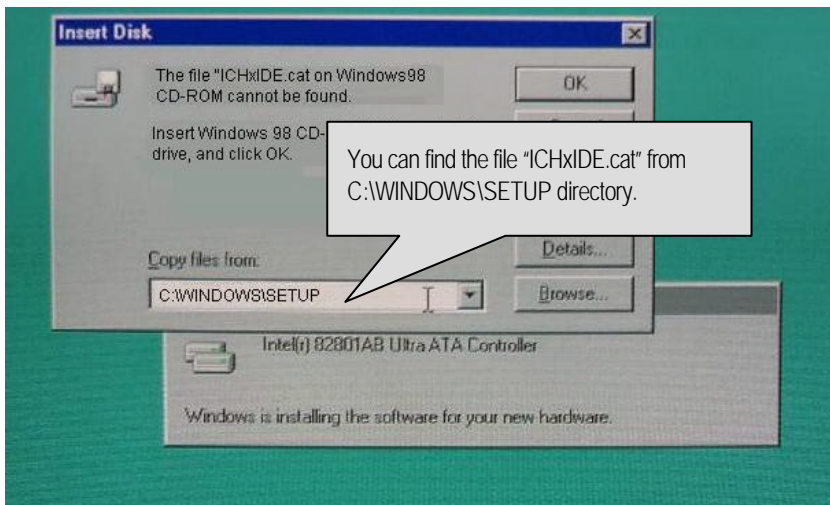 Insert Disk
The file "ICHxIDE.cat on Windows98
CD-ROM cannot be found.
Insert Windows 98 CD-
drive, and click OK.
OK
You can find the file “ICHxIDE.cat” from
C:\WINDOWS\SETUP directory.
Details...
Copy files from:
C:\WINDOWS\SETUP
Browse...
Intel(r) 82801AB Ultra ATA Controller
Windows is installing the software for your new hardware.